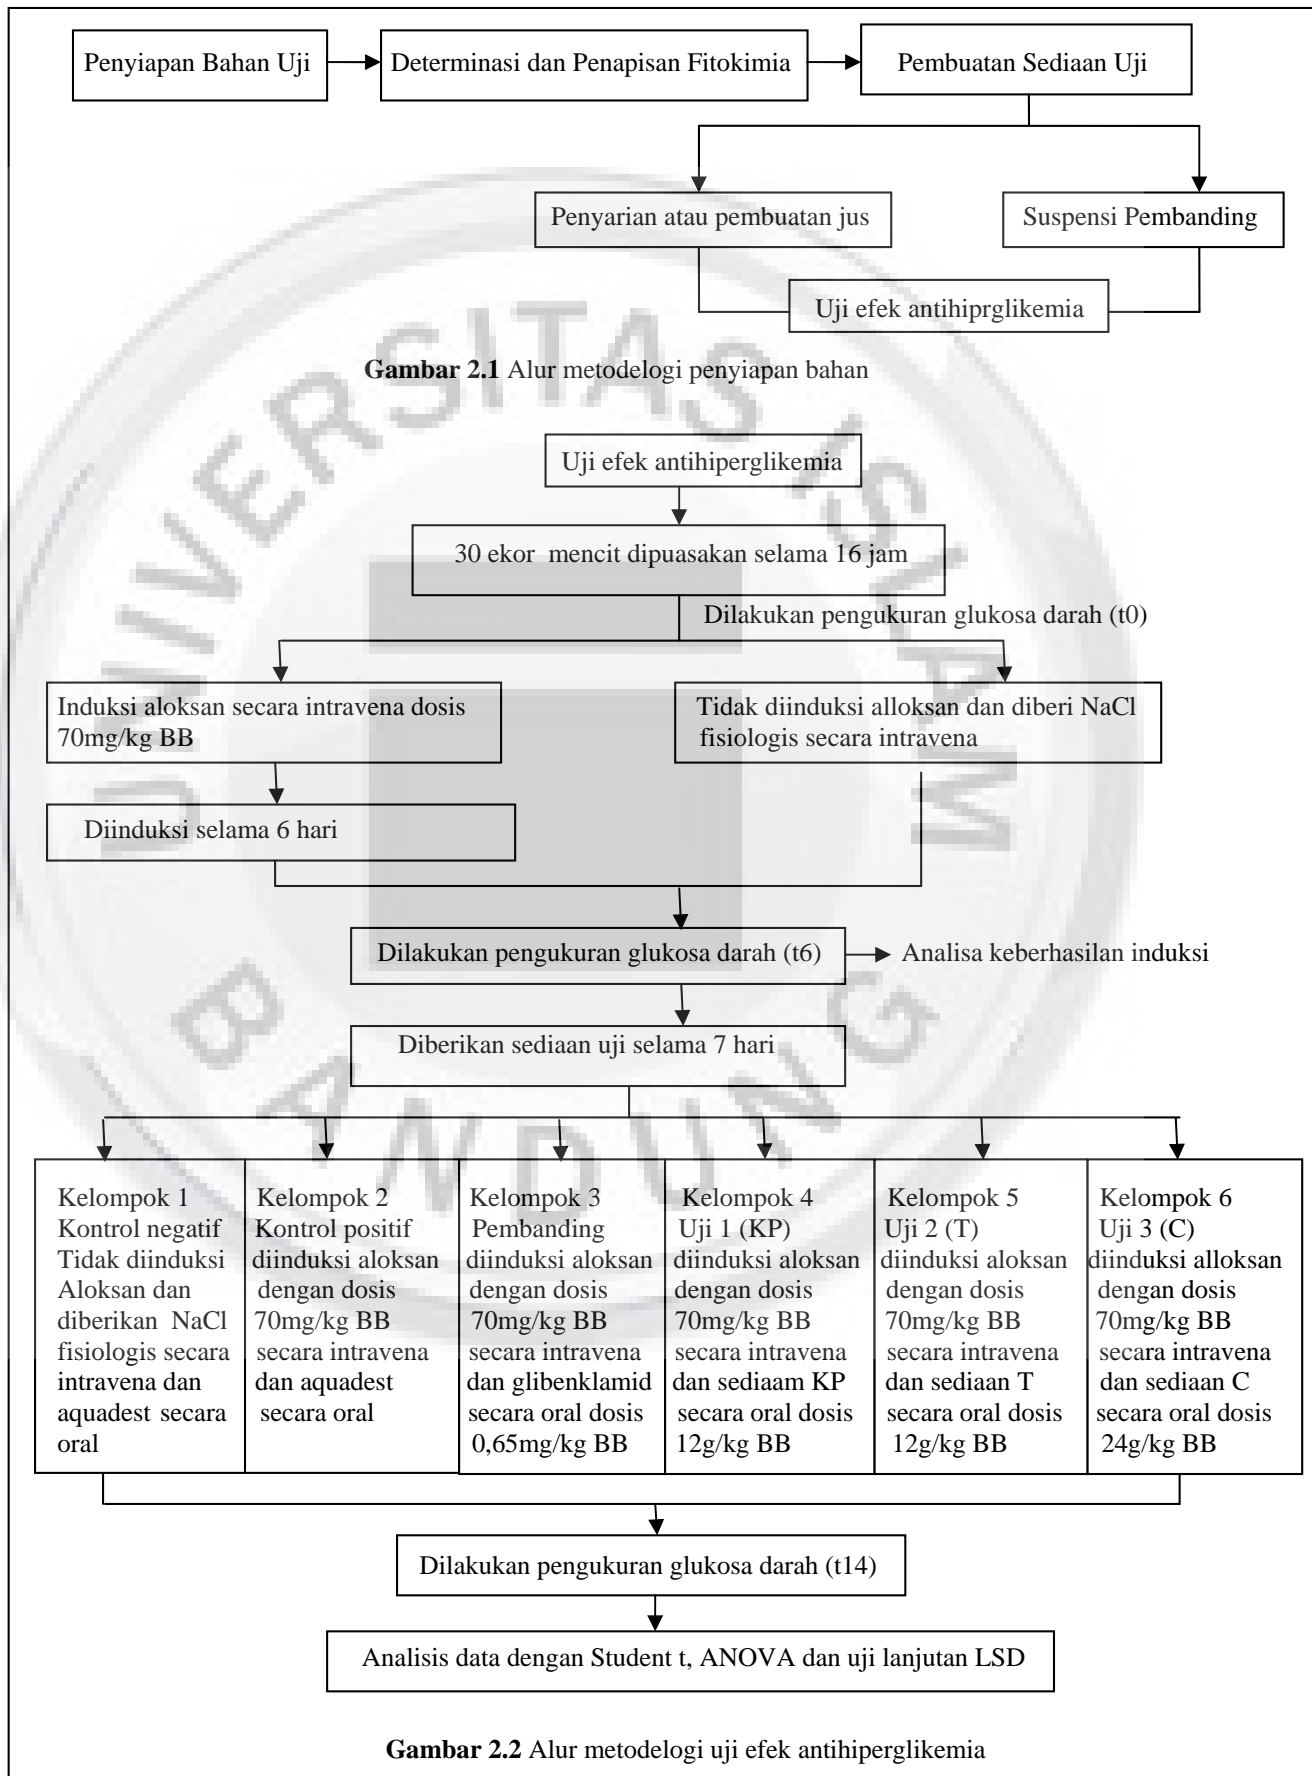 Penyiapan Bahan Uji
Determinasi dan Penapisan Fitokimia
Pembuatan Sediaan Uji
Penyarian atau pembuatan jus
Suspensi Pembanding
Uji efek antihiprglikemia
Gambar 2.1 Alur metodelogi penyiapan bahan
Uji efek antihiperglikemia
30 ekor mencit dipuasakan selama 16 jam
Dilakukan pengukuran glukosa darah (t0)
Induksi aloksan secara intravena dosis
70mg/kg BB
Tidak diinduksi alloksan dan diberi NaCl
fisiologis secara intravena
Diinduksi selama 6 hari
Dilakukan pengukuran glukosa darah (t6)
Analisa keberhasilan induksi
Diberikan sediaan uji selama 7 hari
Kelompok 1
Kontrol negatif
Tidak diinduksi
Aloksan dan
diberikan NaCl
fisiologis secara
intravena dan
aquadest secara
oral
Kelompok 2
Kontrol positif
diinduksi aloksan
dengan dosis
70mg/kg BB
secara intravena
dan aquadest
secara oral
Kelompok 3
Pembanding
diinduksi aloksan
dengan dosis
70mg/kg BB
secara intravena
dan glibenklamid
secara oral dosis
0,65mg/kg BB
Kelompok 4
Uji 1 (KP)
diinduksi aloksan
dengan dosis
70mg/kg BB
secara intravena
dan sediaam KP
secara oral dosis
12g/kg BB
Kelompok 5
Uji 2 (T)
diinduksi aloksan
dengan dosis
70mg/kg BB
secara intravena
dan sediaan T
secara oral dosis
12g/kg BB
Kelompok 6
Uji 3 (C)
diinduksi alloksan
dengan dosis
70mg/kg BB
secara intravena
dan sediaan C
secara oral dosis
24g/kg BB
Dilakukan pengukuran glukosa darah (t14)
Analisis data dengan Student t, ANOVA dan uji lanjutan LSD
Gambar 2.2 Alur metodelogi uji efek antihiperglikemia
UNIVERSITAS ISLAM
BANDUNG